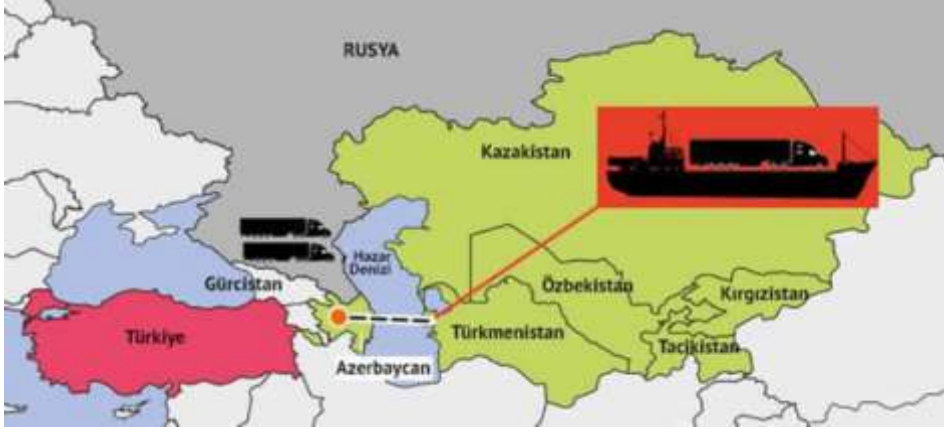 RUSYA
Kazakistan
Hazar
Denizi
Gürcistan
Özbekistan
Kırgızistan
Türkiye
Türkmenistan
Tacikistan
Azerbaycan